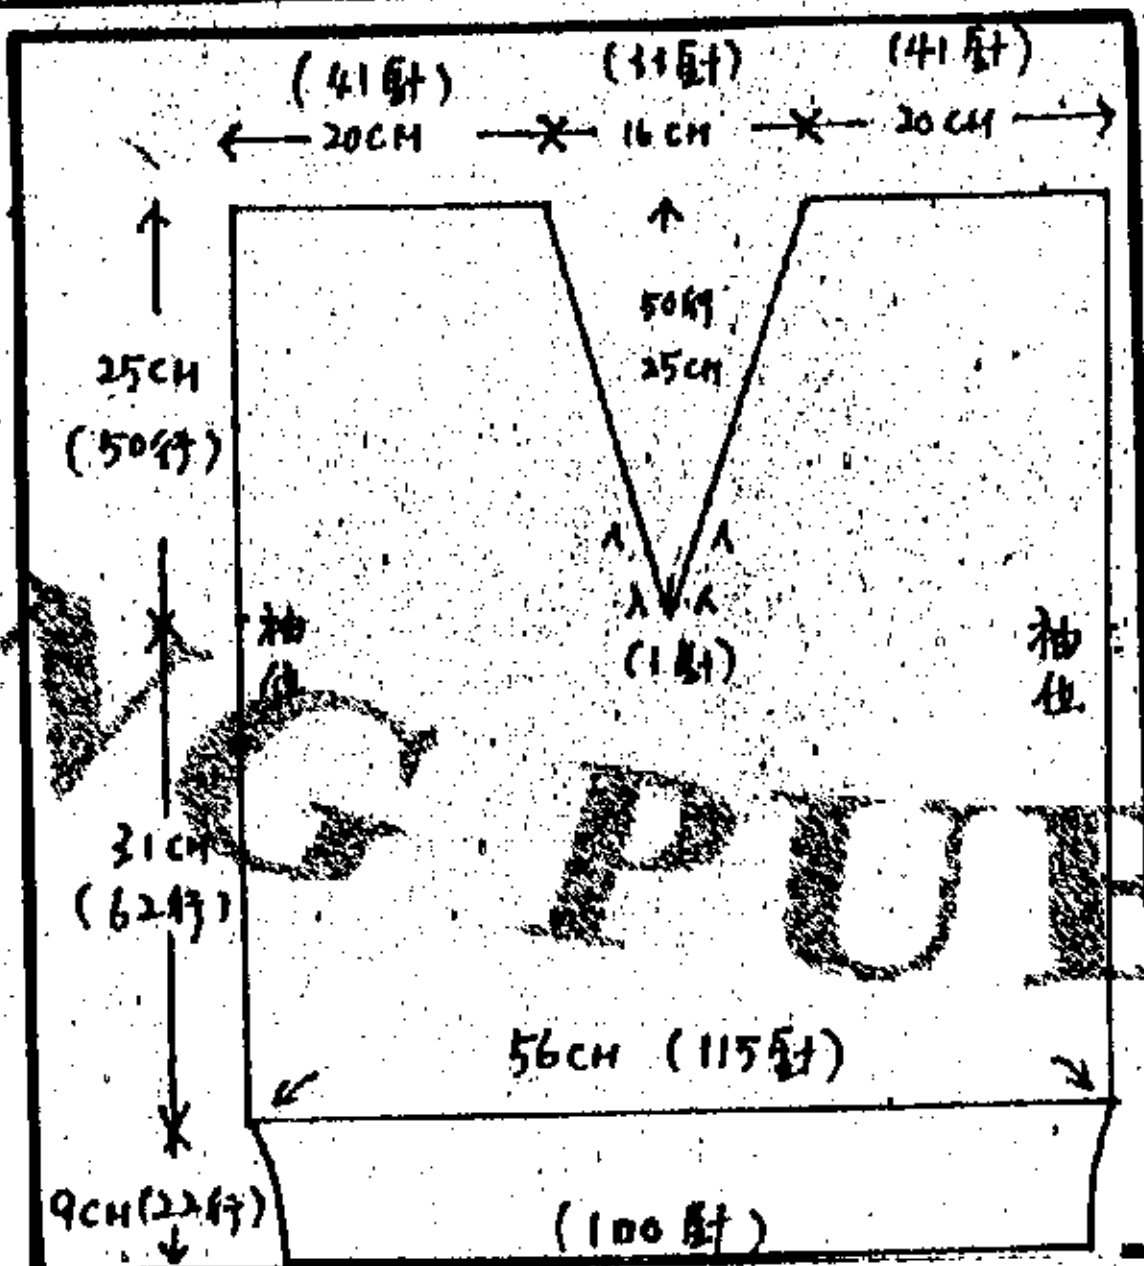 (41針) (11針) (41針)
20CM 16CM 20CM
50行
25CM
25CM
(50行)
(1針)
袖
位
袖
位
31CM
(62行)
G PU
56CM (115針)
9CM(22行)
(100針)